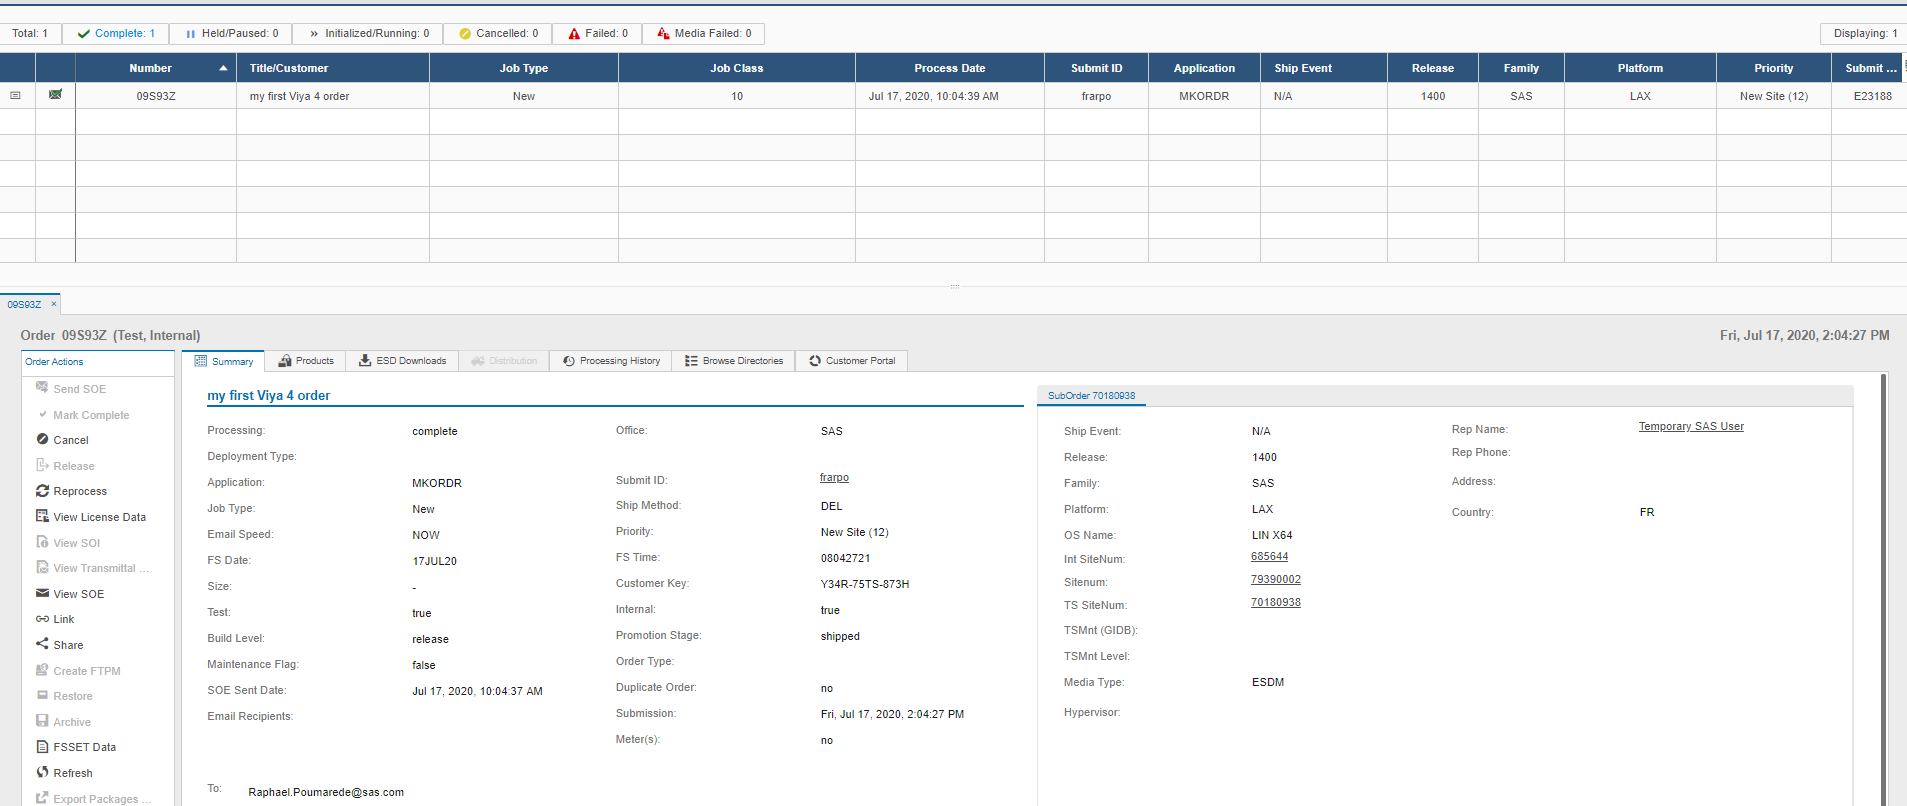 Total: 1 Complete: 1 Held/Paused: 0 Initialized/Running: 0 Cancelled: 0 Failed: 0 Media Failed: 0 Displaying: 1
Number Title/Customer Job Type Job Class Process Date Submit ID Application Ship Event Release Family Platform Priority Submit ...
09S93Z my first Viya 4 order New 10 Jul 17, 2020, 10:04:39 AM frarpo MKORDR N/A 1400 SAS LAX New Site (12) E23188
09S93Z ×
Order 09S93Z (Test, Internal) Fri, Jul 17, 2020, 2:04:27 PM
Order Actions
Send SOE
Mark Complete
Cancel
Release
Reprocess
View License Data
View SOI
View Transmittal ...
View SOE
Link
Share
Create FTPM
Restore
Archive
FSSET Data
Refresh
Export Packages ...
Summary Products ESD Downloads Distribution Processing History Browse Directories Customer Portal
my first Viya 4 order
Processing: complete
Deployment Type:
Application: MKORDR
Job Type: New
Email Speed: NOW
FS Date: 17JUL20
Size: -
Test: true
Build Level: release
Maintenance Flag: false
SOE Sent Date: Jul 17, 2020, 10:04:37 AM
Email Recipients:
Office: SAS
Submit ID: frarpo
Ship Method: DEL
Priority: New Site (12)
FS Time: 08042721
Customer Key: Y34R-75TS-873H
Internal: true
Promotion Stage: shipped
Order Type:
Duplicate Order: no
Submission: Fri, Jul 17, 2020, 2:04:27 PM
Meter(s): no
To: Raphael.Poumarede@sas.com
SubOrder 70180938
Ship Event: N/A
Release: 1400
Family: SAS
Platform: LAX
OS Name: LIN X64
Int SiteNum: 685644
Sitenum: 79390002
TS SiteNum: 70180938
TSMnt (GIDB):
TSMnt Level:
Media Type: ESDM
Hypervisor:
Rep Name: Temporary SAS User
Rep Phone:
Address:
Country: FR